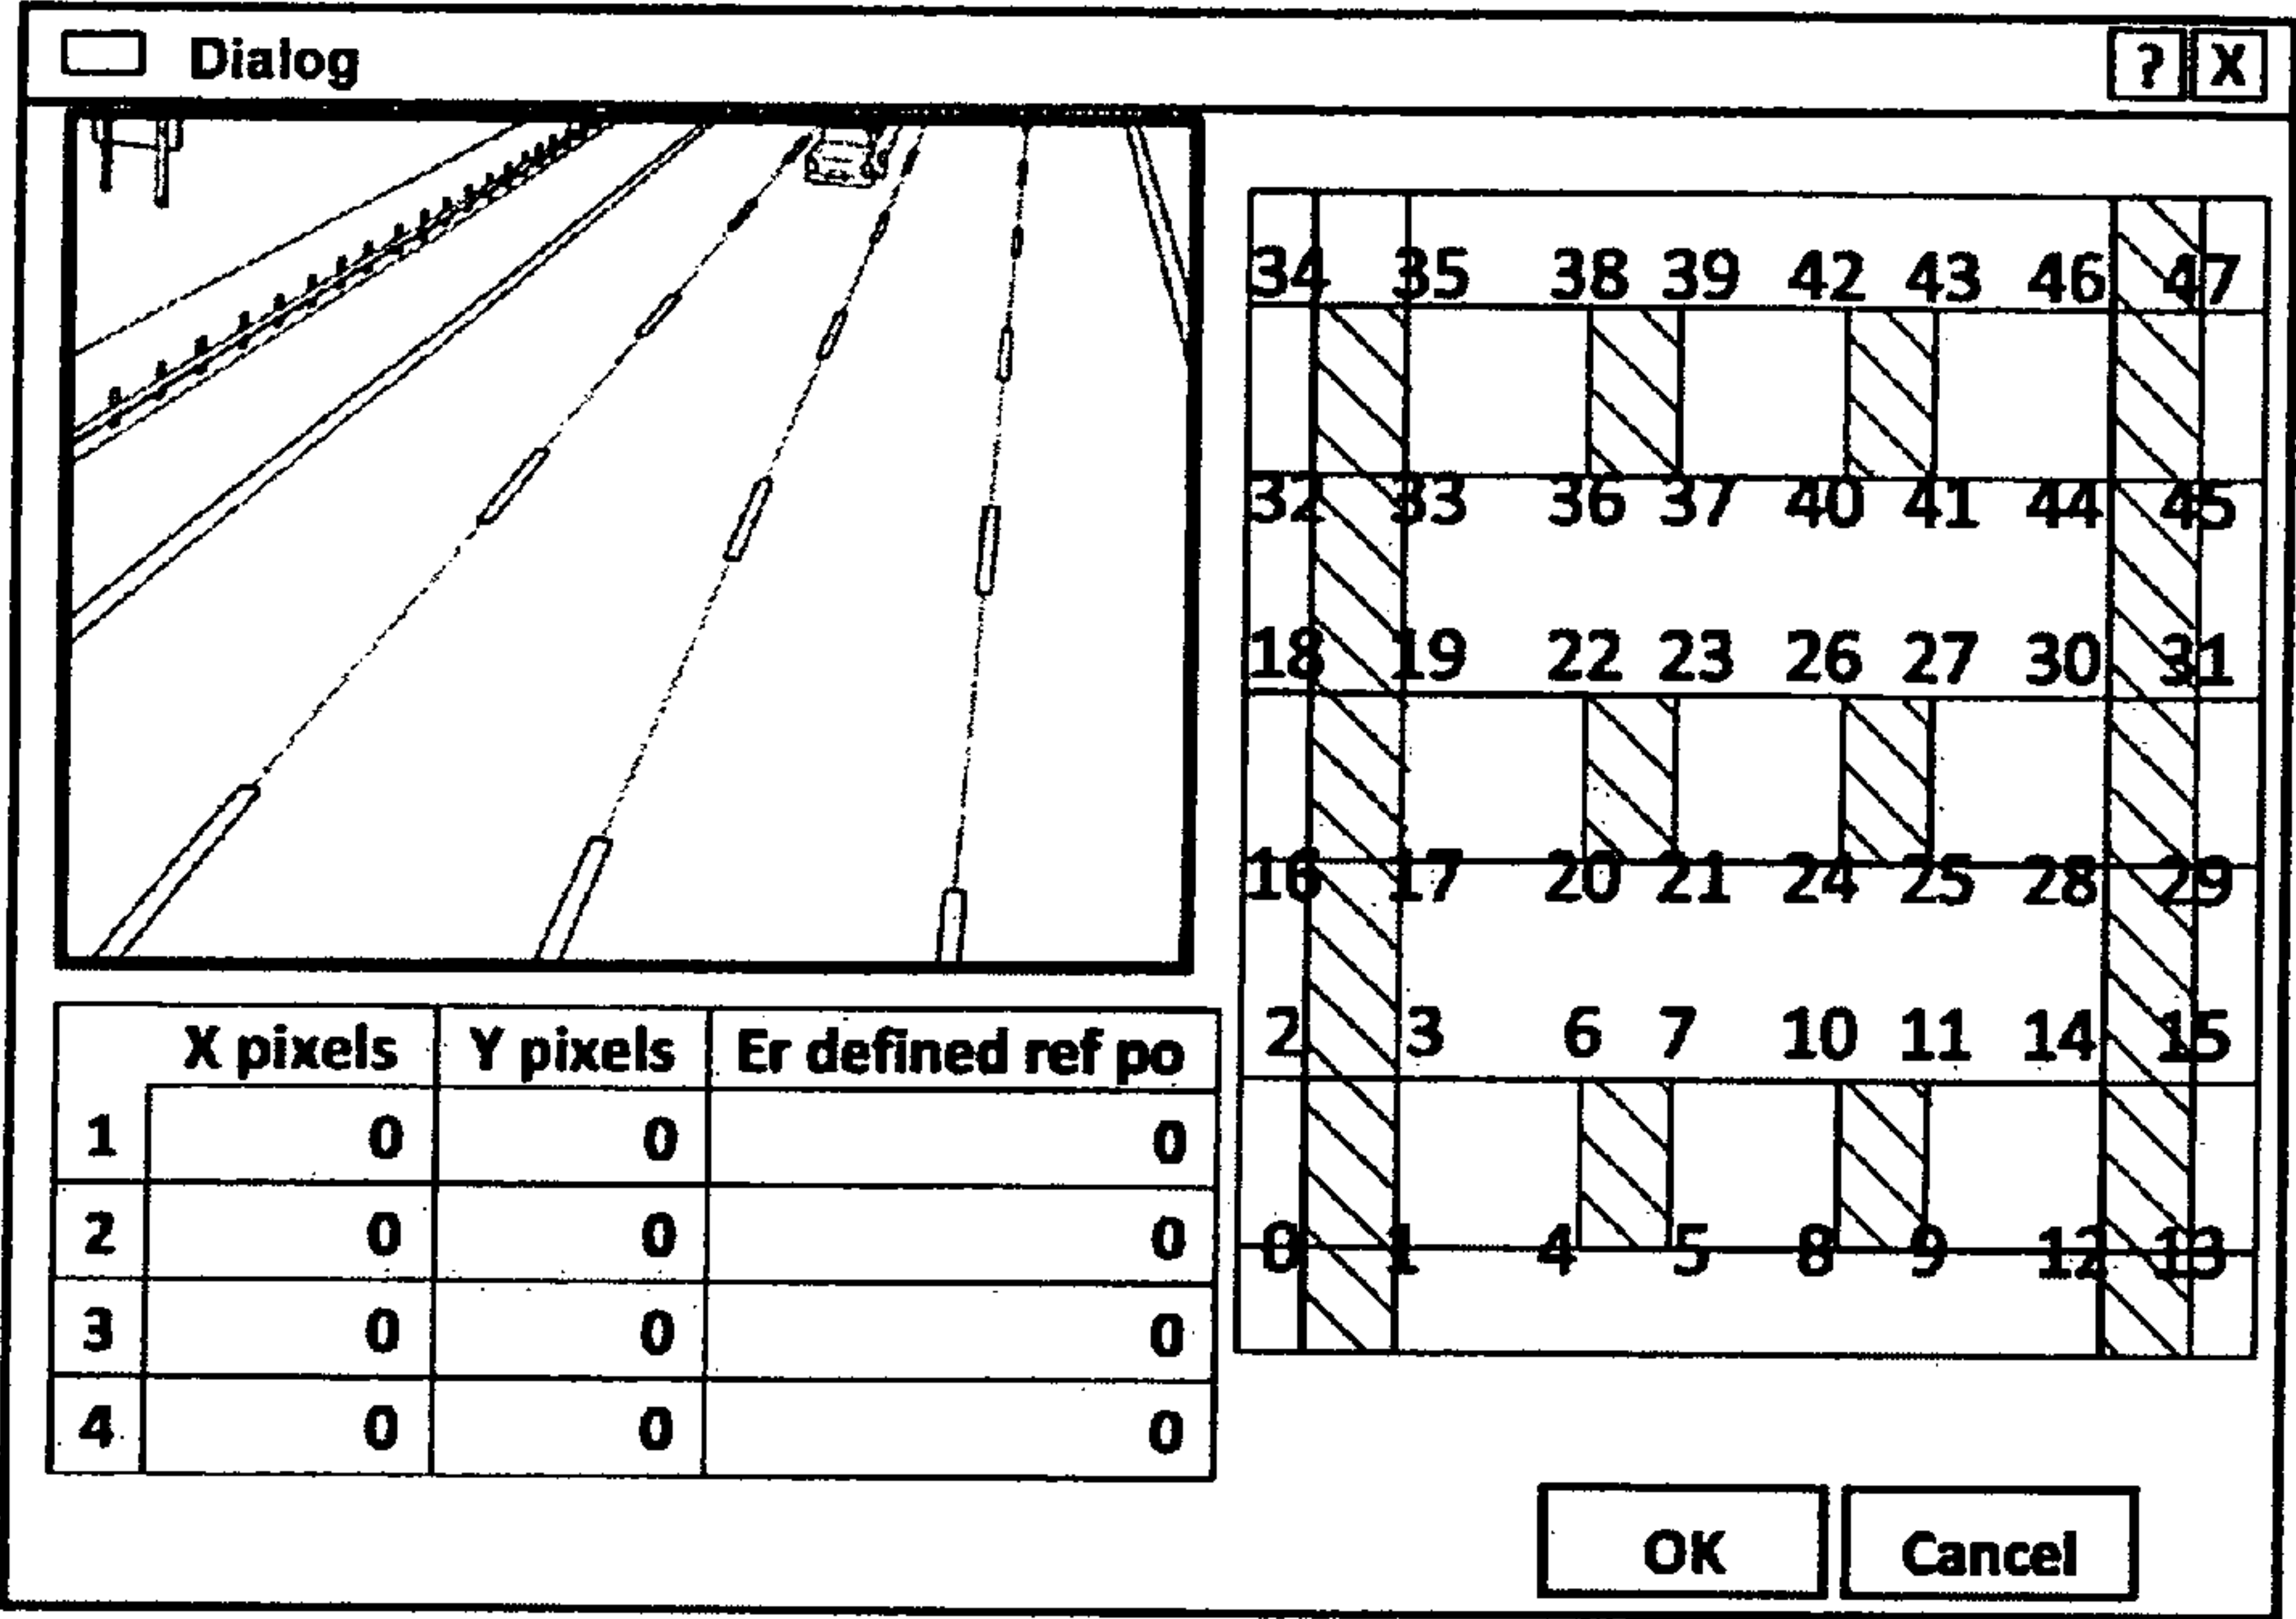 Dialog ? X
34 35 38 39 42 43 46 47
32 33 36 37 40 41 44 45
18 19 22 23 26 27 30 31
16 17 20 21 24 25 28 29
2 3 6 7 10 11 14 15
0 1 4 5 8 9 12 13
X pixels Y pixels Er defined ref po
1 0 0 0
2 0 0 0
3 0 0 0
4 0 0 0
OK Cancel